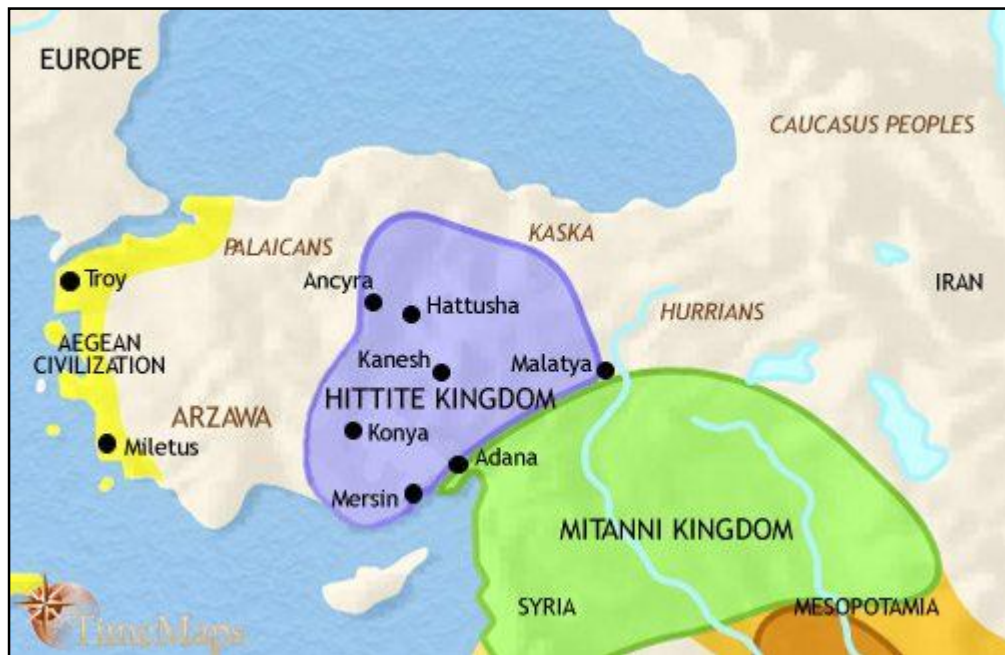 EUROPE
CAUCASUS PEOPLES
KASKA
PALAICANS
Troy
Ancyra
Hattusha
IRAN
HURRIANS
AEGEAN
CIVILIZATION
Kanesh
Malatya
HITTITE KINGDOM
ARZAWA
Konya
Miletus
Adana
Mersin
MITANNI KINGDOM
SYRIA
MESOPOTAMIA
TimeMaps